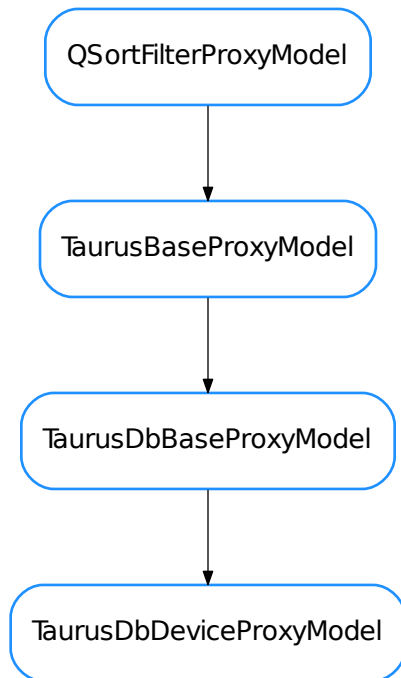 QSortFilterProxyModel
TaurusBaseProxyModel
TaurusDbBaseProxyModel
TaurusDbDeviceProxyModel